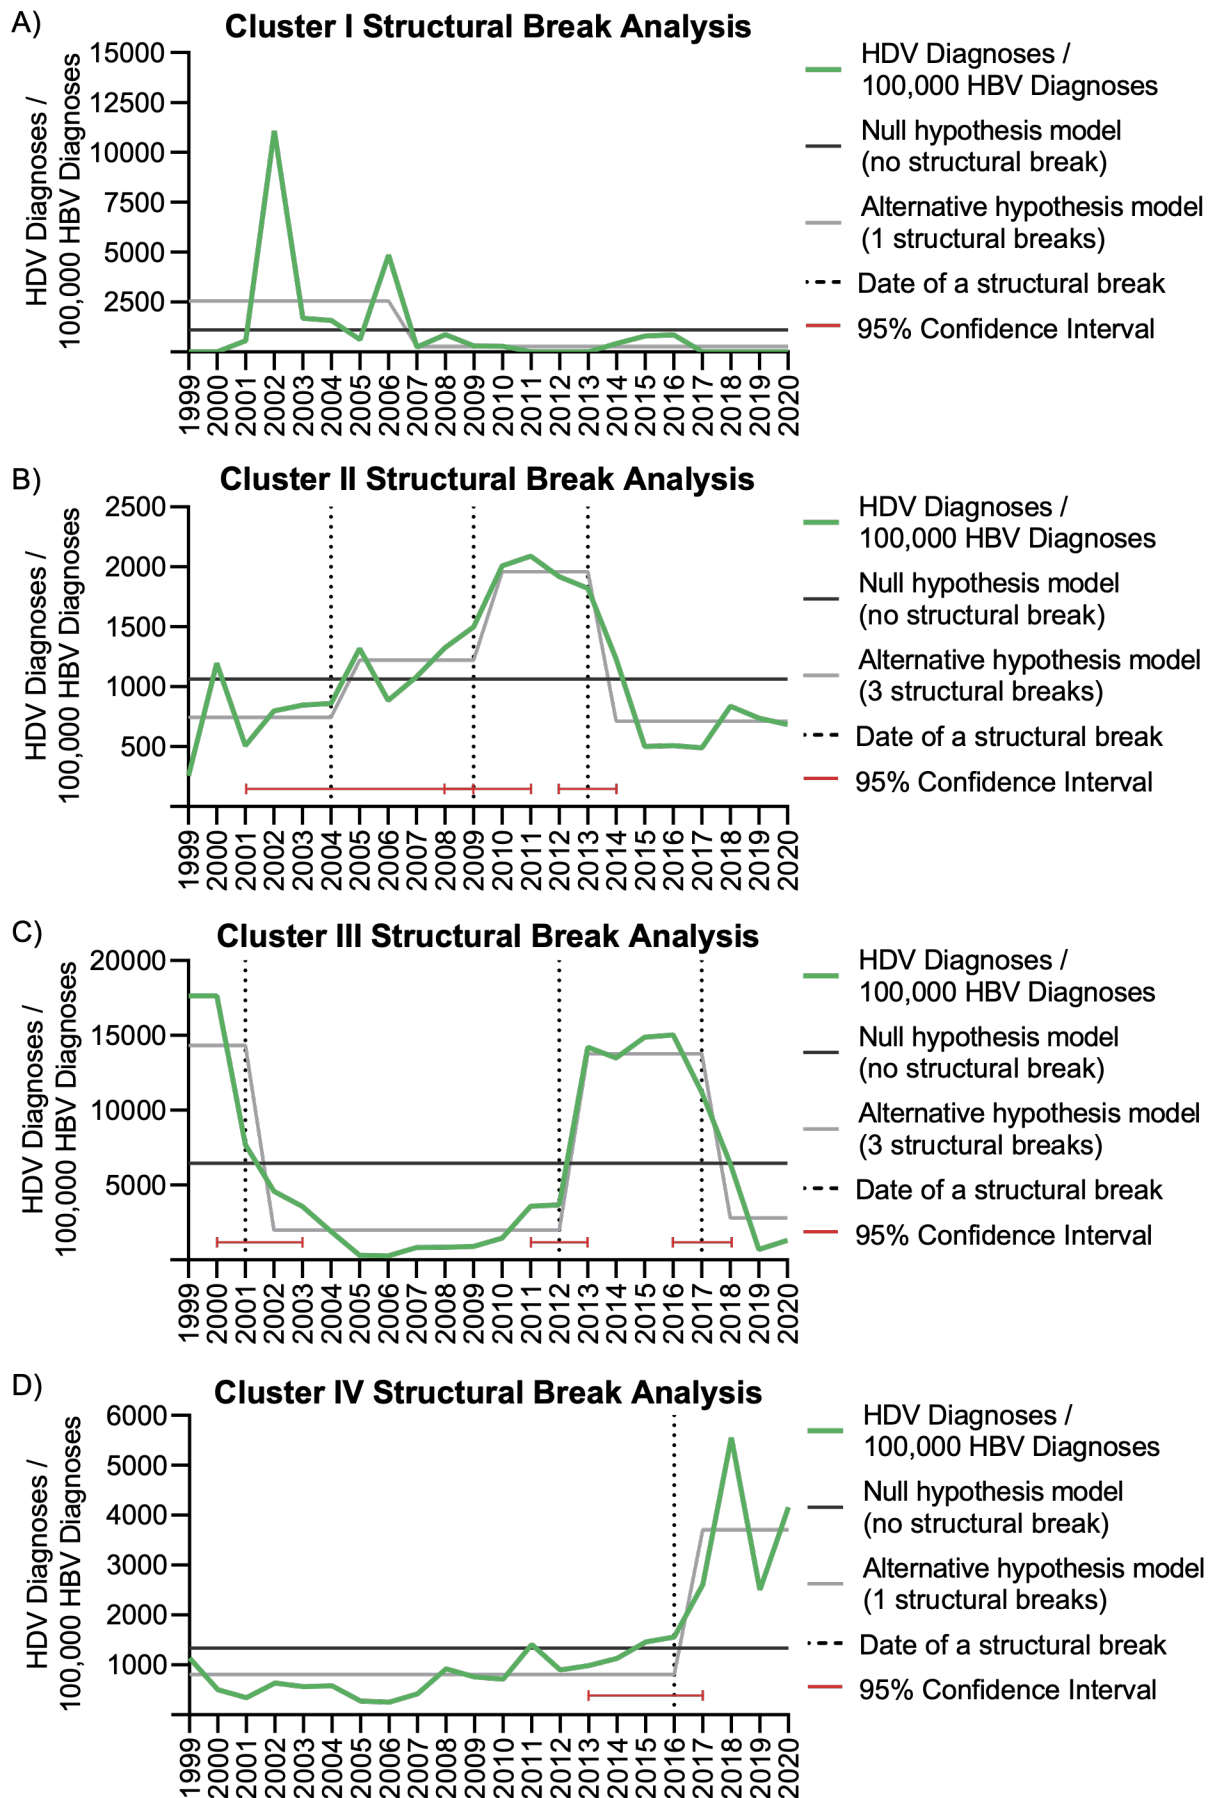 A)
Cluster I Structural Break Analysis
HDV Diagnoses /
100,000 HBV Diagnoses
15000
12500
10000
7500
5000
2500
1999
2000
2001
2002
2003
2004
2005
2006
2007
2008
2009
2010
2011
2012
2013
2014
2015
2016
2017
2018
2019
2020
HDV Diagnoses /
100,000 HBV Diagnoses
Null hypothesis model
(no structural break)
Alternative hypothesis model
(1 structural breaks)
Date of a structural break
95% Confidence Interval
B)
Cluster II Structural Break Analysis
HDV Diagnoses /
100,000 HBV Diagnoses
2500
2000
1500
1000
500
1999
2000
2001
2002
2003
2004
2005
2006
2007
2008
2009
2010
2011
2012
2013
2014
2015
2016
2017
2018
2019
2020
HDV Diagnoses /
100,000 HBV Diagnoses
Null hypothesis model
(no structural break)
Alternative hypothesis model
(3 structural breaks)
Date of a structural break
95% Confidence Interval
C)
Cluster III Structural Break Analysis
HDV Diagnoses /
100,000 HBV Diagnoses
20000
15000
10000
5000
1999
2000
2001
2002
2003
2004
2005
2006
2007
2008
2009
2010
2011
2012
2013
2014
2015
2016
2017
2018
2019
2020
HDV Diagnoses /
100,000 HBV Diagnoses
Null hypothesis model
(no structural break)
Alternative hypothesis model
(3 structural breaks)
Date of a structural break
95% Confidence Interval
D)
Cluster IV Structural Break Analysis
HDV Diagnoses /
100,000 HBV Diagnoses
6000
5000
4000
3000
2000
1000
1999
2000
2001
2002
2003
2004
2005
2006
2007
2008
2009
2010
2011
2012
2013
2014
2015
2016
2017
2018
2019
2020
HDV Diagnoses /
100,000 HBV Diagnoses
Null hypothesis model
(no structural break)
Alternative hypothesis model
(1 structural breaks)
Date of a structural break
95% Confidence Interval